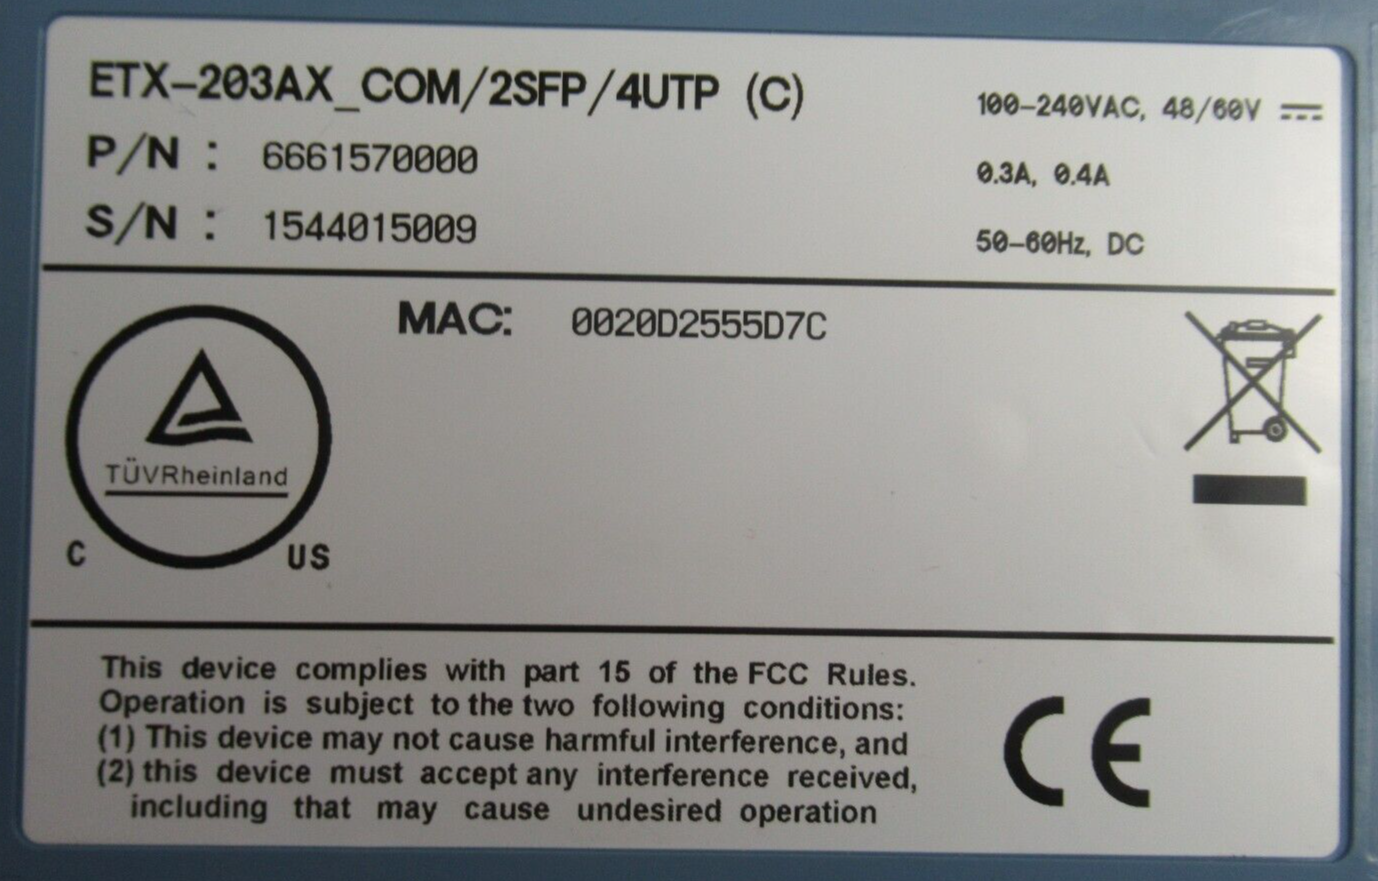 ETX-203AX_COM/2SFP/4UTP (C)
P/N : 6661570000
S/N : 1544015009
100-240VAC, 48/60V
0.3A, 0.4A
50-60Hz, DC
MAC: 0020D2555D7C
TÜVRheinland
C US
This device complies with part 15 of the FCC Rules.
Operation is subject to the two following conditions:
(1) This device may not cause harmful interference, and
(2) this device must accept any interference received,
including that may cause undesired operation
CE